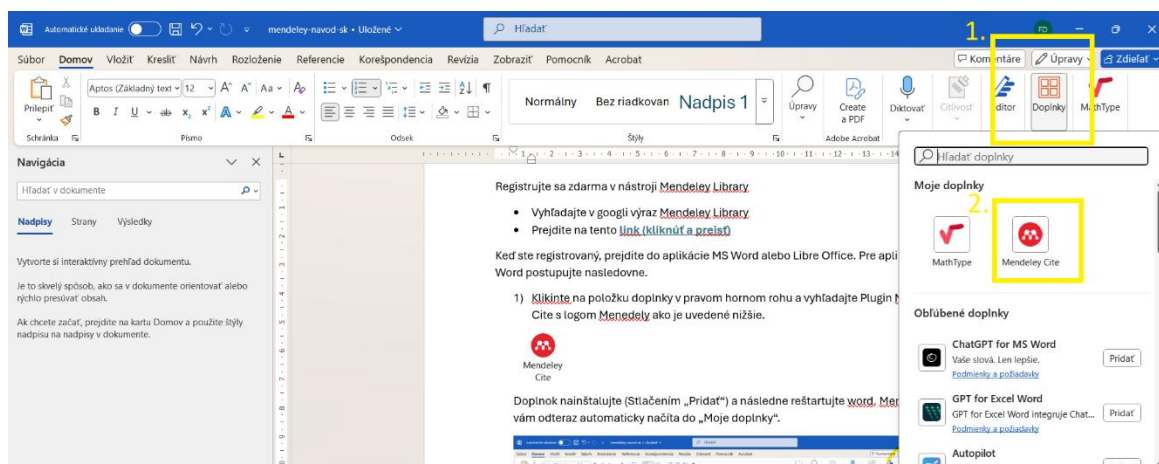 Automatické ukladanie
mendeley-navod-sk • Uložené
Hľadať
1.
FD
Súbor Domov Vložiť Kresliť Návrh Rozloženie Referencie Korešpondencia Revízia Zobraziť Pomocník Acrobat
Komentáre Úpravy Zdieľať
Prilepiť
Aptos (Základný text 12
Normálny Bez riadkovan Nadpis 1
Úpravy
Create a PDF
Diktovať
Citlivosť
Editor
Doplnky
MathType
Schránka Písmo Odsek Štýly Adobe Acrobat
Navigácia
Hľadať v dokumente
Nadpisy Strany Výsledky
Vytvorte si interaktívny prehľad dokumentu.
Je to skvelý spôsob, ako sa v dokumente orientovať alebo
rýchlo presúvať obsah.
Ak chcete začať, prejdite na kartu Domov a použite štýly
nadpisu na nadpisy v dokumente.
Registrujte sa zdarma v nástroji Mendeley Library
• Vyhľadajte v googli výraz Mendeley Library
• Prejdite na tento link (kliknúť a preisť)
Keď ste registrovaný, prejdite do aplikácie MS Word alebo Libre Office. Pre apli
Word postupujte nasledovne.
1) Klikinte na položku doplnky v pravom hornom rohu a vyhľadajte Plugin
Cite s logom Menedely ako je uvedené nižšie.
Mendeley
Cite
Doplnok nainštalujte (Stlačením „Pridať“) a následne reštartujte word. Men
vám odteraz automaticky načíta do „Moje doplnky“.
Hľadať doplnky
Moje doplnky
2.
MathType
Mendeley Cite
Obľúbené doplnky
ChatGPT for MS Word
Vaše slová. Len lepšie.
Podmienky a požiadavky
Pridať
GPT for Excel Word
GPT for Excel Word integruje Chat...
Podmienky a požiadavky
Pridať
Autopilot